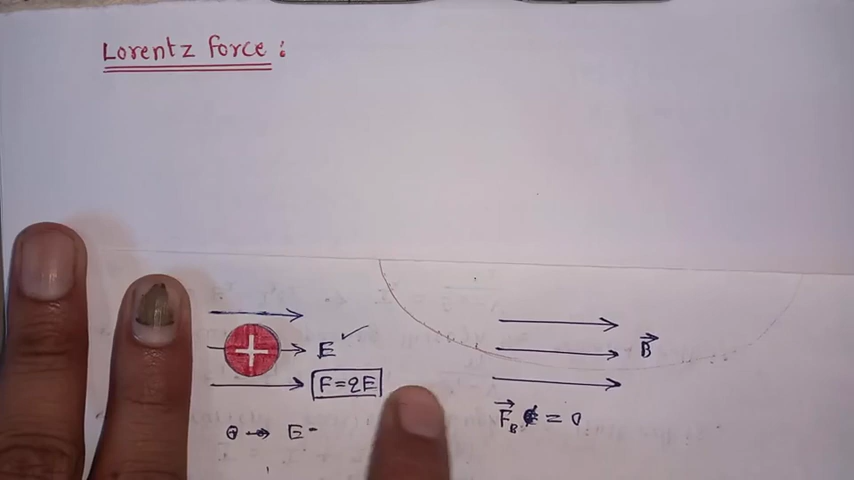 Lorentz force :
+ E ✓
F=qE
⊕ → E-
B⃗
F⃗B = 0